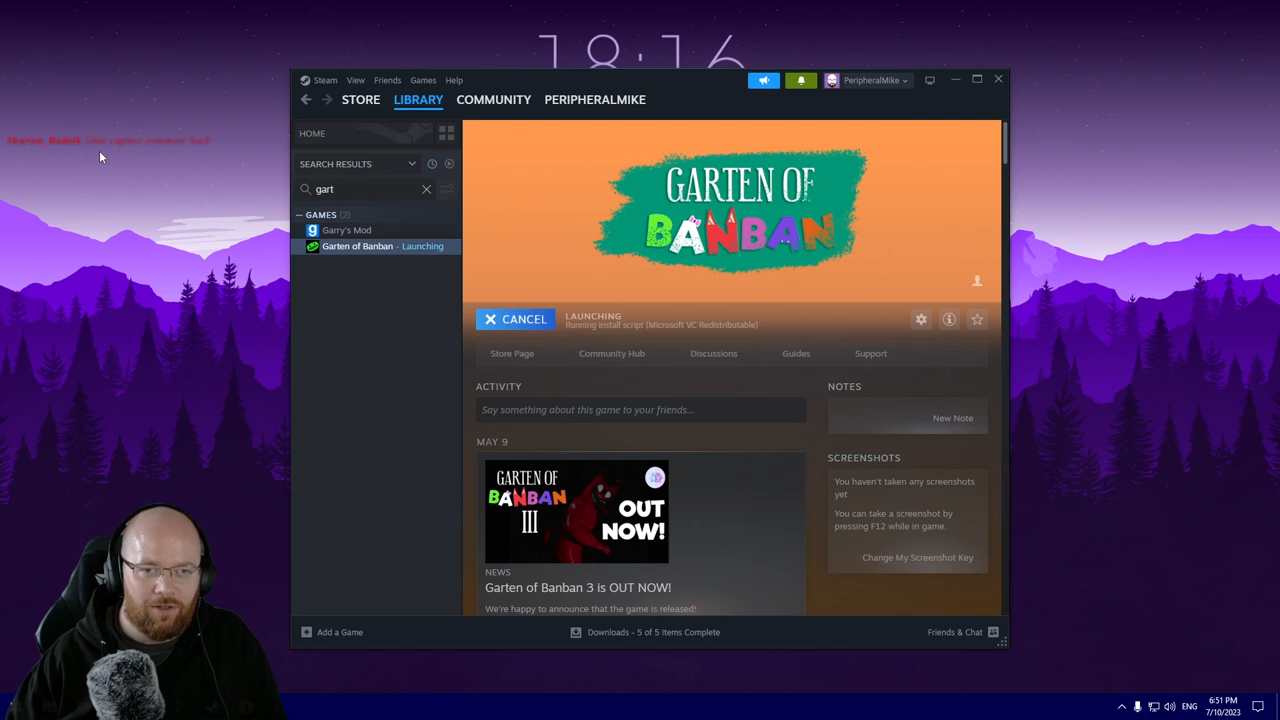 18:16
Steam View Friends Games Help
PeripheralMike
STORE LIBRARY COMMUNITY PERIPHERALMIKE
HOME
SEARCH RESULTS
gart
GAMES (2)
Garry's Mod
Garten of Banban - Launching
GARTEN OF
BANBAN
CANCEL
LAUNCHING
Running install script (Microsoft VC Redistributable)
Store Page Community Hub Discussions Guides Support
ACTIVITY
Say something about this game to your friends...
NOTES
New Note
MAY 9
SCREENSHOTS
You haven't taken any screenshots
yet
You can take a screenshot by
pressing F12 while in game.
Change My Screenshot Key
GARTEN OF
BANBAN
III
OUT
NOW!
NEWS
Garten of Banban 3 is OUT NOW!
We're happy to announce that the game is released!
Add a Game
Downloads - 5 of 5 Items Complete
Friends & Chat
ENG
6:51 PM
7/10/2023